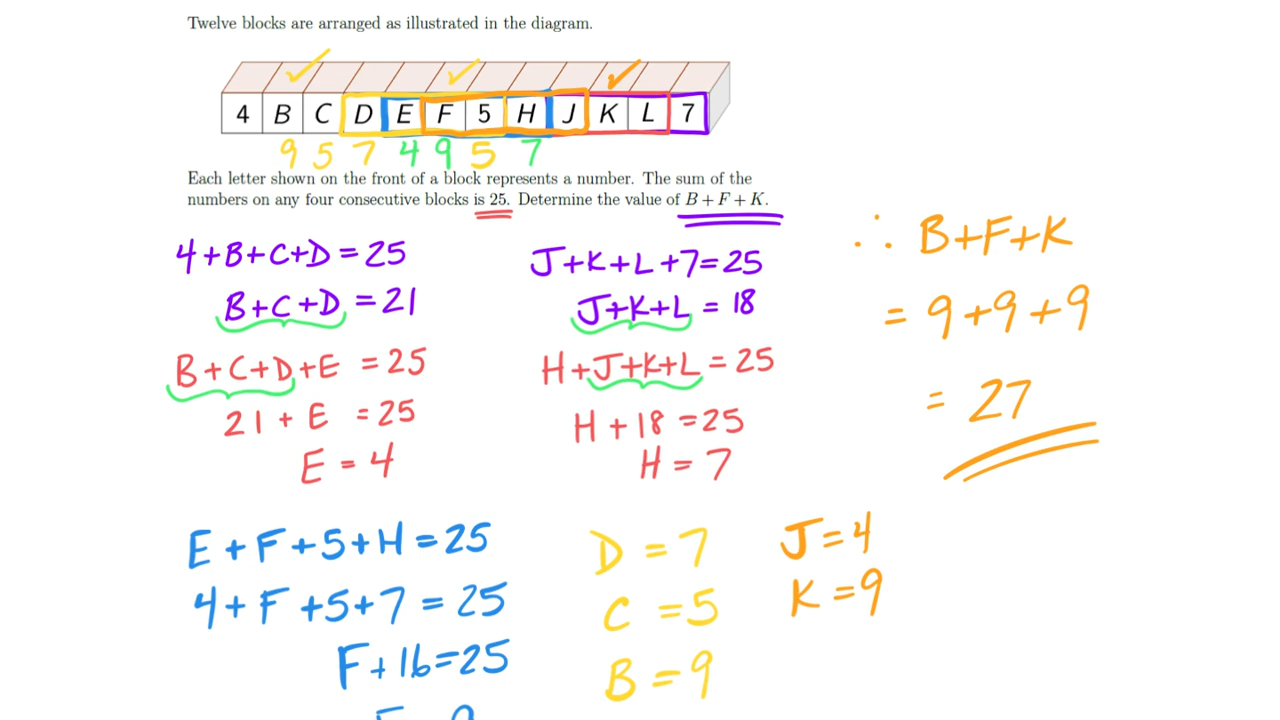 Twelve blocks are arranged as illustrated in the diagram.
4 B C D E F 5 H J K L 7
9 5 7 4 9 5 7
Each letter shown on the front of a block represents a number. The sum of the
numbers on any four consecutive blocks is 25. Determine the value of B + F + K.
4+B+C+D=25
B+C+D=21
B+C+D+E=25
21+E=25
E=4
J+K+L+7=25
J+K+L=18
H+J+K+L=25
H+18=25
H=7
∴ B+F+K
=9+9+9
=27
E+F+5+H=25
4+F+5+7=25
F+16=25
D=7
C=5
B=9
J=4
K=9